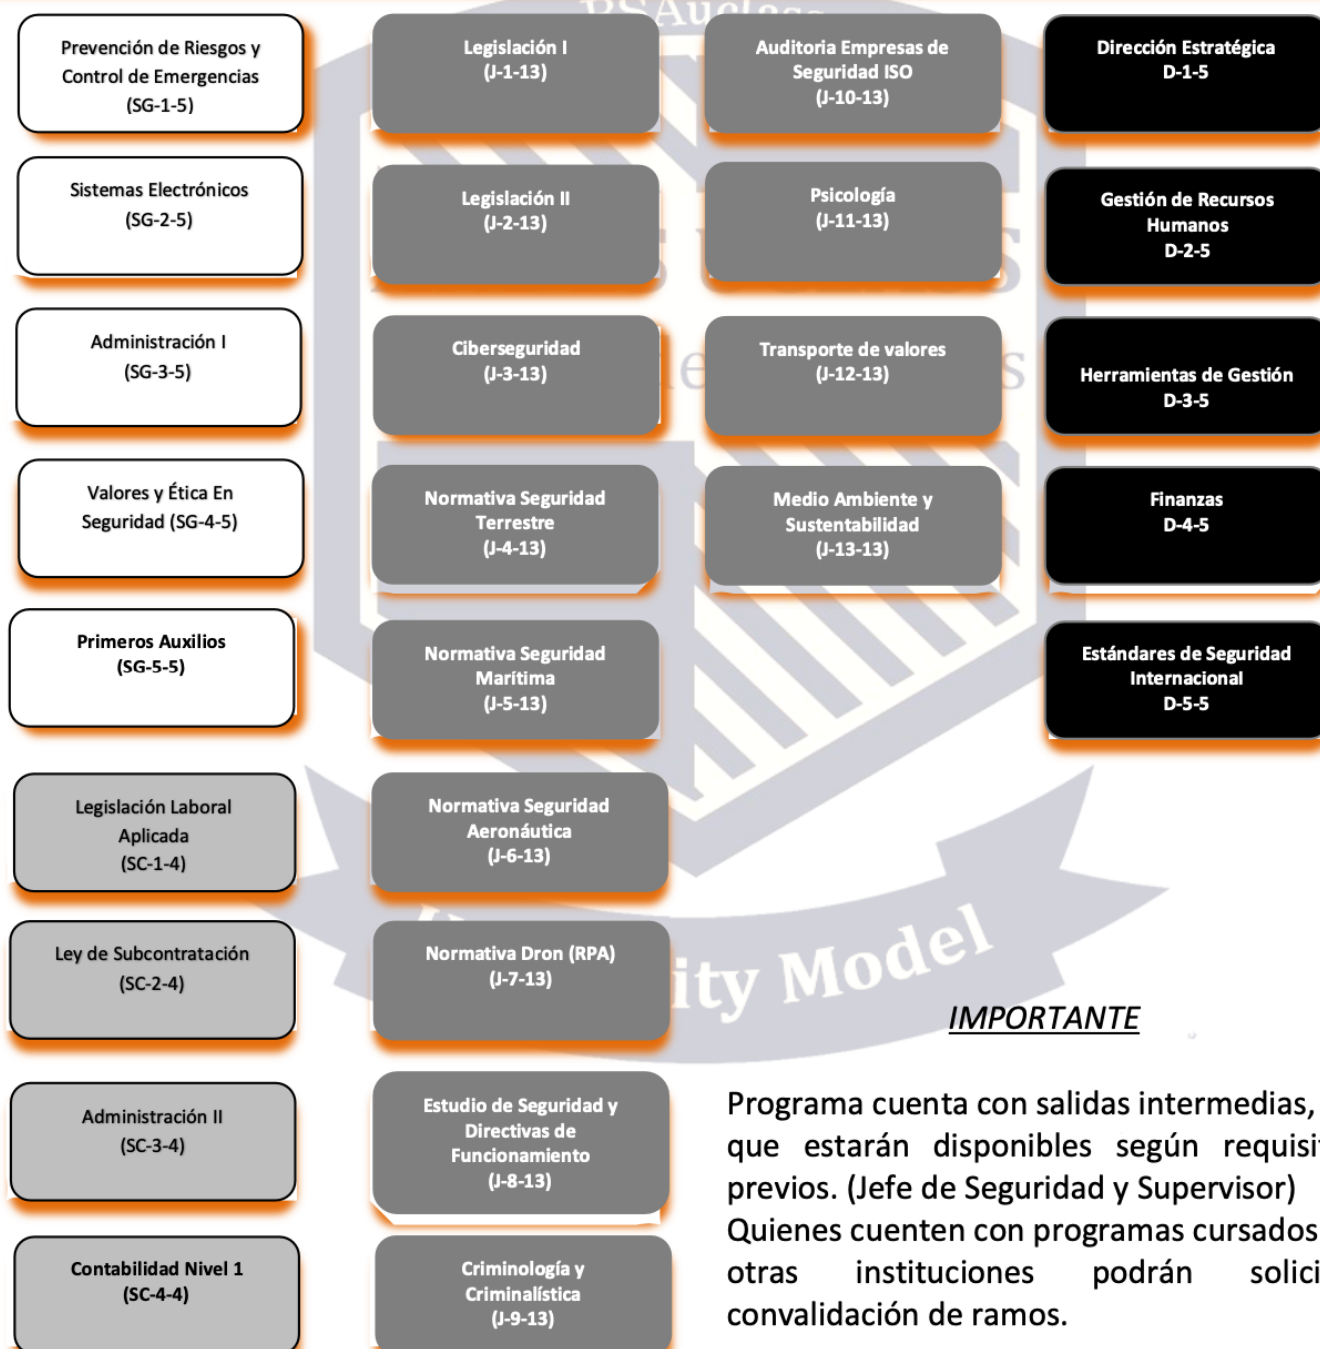 Prevención de Riesgos y
Control de Emergencias
(SG-1-5)
Sistemas Electrónicos
(SG-2-5)
Administración I
(SG-3-5)
Valores y Ética En
Seguridad (SG-4-5)
Primeros Auxilios
(SG-5-5)
Legislación Laboral
Aplicada
(SC-1-4)
Ley de Subcontratación
(SC-2-4)
Administración II
(SC-3-4)
Contabilidad Nivel 1
(SC-4-4)
Legislación I
(J-1-13)
Legislación II
(J-2-13)
Ciberseguridad
(J-3-13)
Normativa Seguridad
Terrestre
(J-4-13)
Normativa Seguridad
Marítima
(J-5-13)
Normativa Seguridad
Aeronáutica
(J-6-13)
Normativa Dron (RPA)
(J-7-13)
Estudio de Seguridad y
Directivas de
Funcionamiento
(J-8-13)
Criminología y
Criminalística
(J-9-13)
Auditoria Empresas de
Seguridad ISO
(J-10-13)
Psicología
(J-11-13)
Transporte de valores
(J-12-13)
Medio Ambiente y
Sustentabilidad
(J-13-13)
Dirección Estratégica
D-1-5
Gestión de Recursos
Humanos
D-2-5
Herramientas de Gestión
D-3-5
Finanzas
D-4-5
Estándares de Seguridad
Internacional
D-5-5
Model
IMPORTANTE
Programa cuenta con salidas intermedias,
que estarán disponibles según
previos. (Jefe de Seguridad y Supervisor)
Quienes cuenten con programas cursados
otras instituciones podrán
convalidación de ramos.